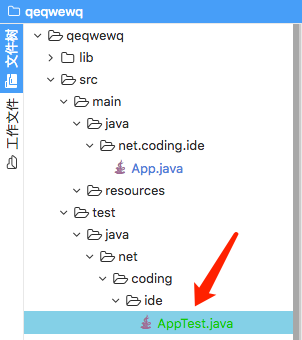 qeqwewq
文件树
工作文件
qeqwewq
lib
src
main
java
net.coding.ide
App.java
resources
test
java
net
coding
ide
AppTest.java